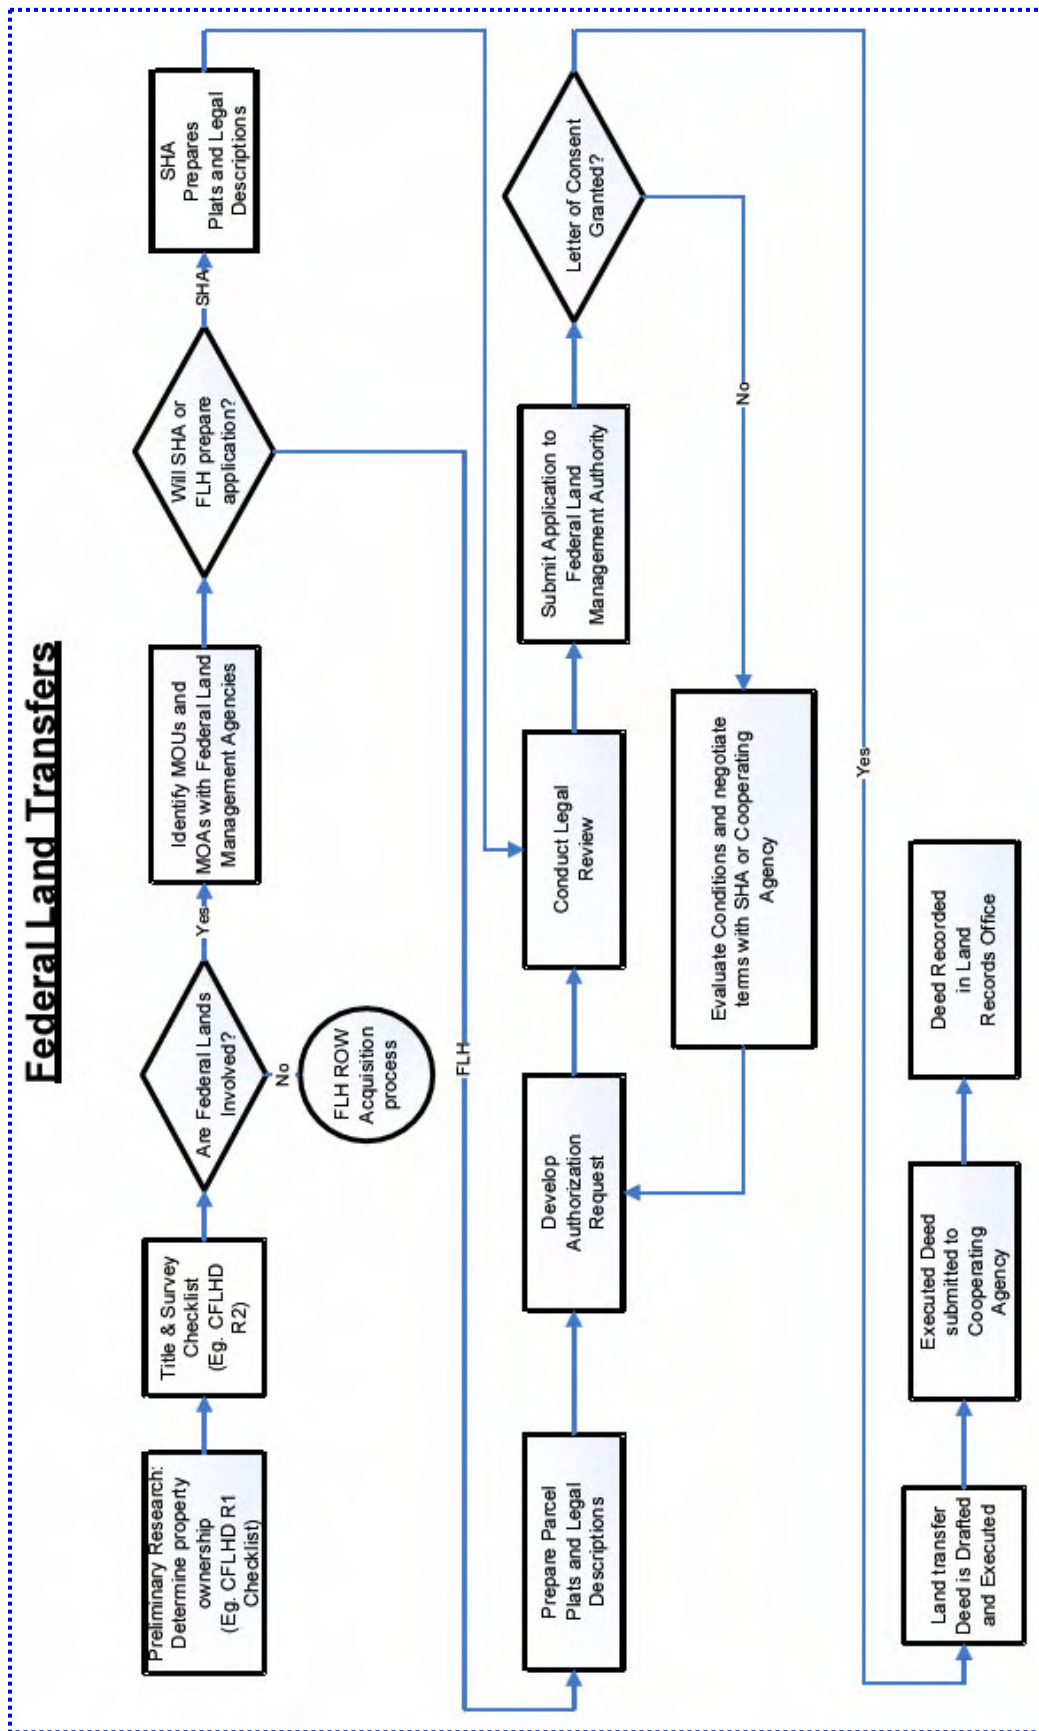 Federal Land Transfers
Preliminary Research:
Determine property
ownership
(Eg. CFLHD R1
Checklist)
Title & Survey
Checklist
(Eg. CFLHD
R2)
Are Federal Lands
Involved?
Yes
No
FLH ROW
Acquisition
process
Identify MOUs and
MOAs with Federal Land
Management Agencies
Will SHA or
FLH prepare
application?
SHA
SHA
Prepares
Plats and Legal
Descriptions
FLH
Prepare Parcel
Plats and Legal
Descriptions
Develop
Authorization
Request
Conduct Legal
Review
Submit Application to
Federal Land
Management Authority
Letter of Consent
Granted?
No
Evaluate Conditions and negotiate
terms with SHA or Cooperating
Agency
Yes
Land transfer
Deed is Drafted
and Executed
Executed Deed
submitted to
Cooperating
Agency
Deed Recorded
in Land
Records Office